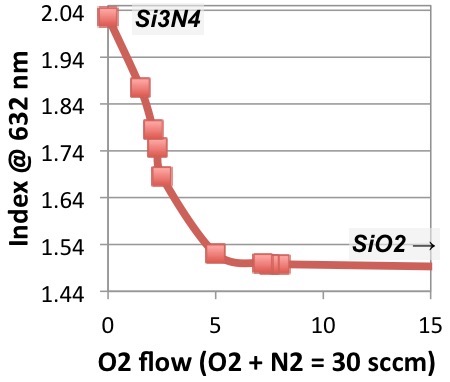 2.04
Si3N4
1.94
1.84
1.74
1.64
1.54
SiO2 →
1.44
Index @ 632 nm
0 5 10 15
O2 flow (O2 + N2 = 30 sccm)